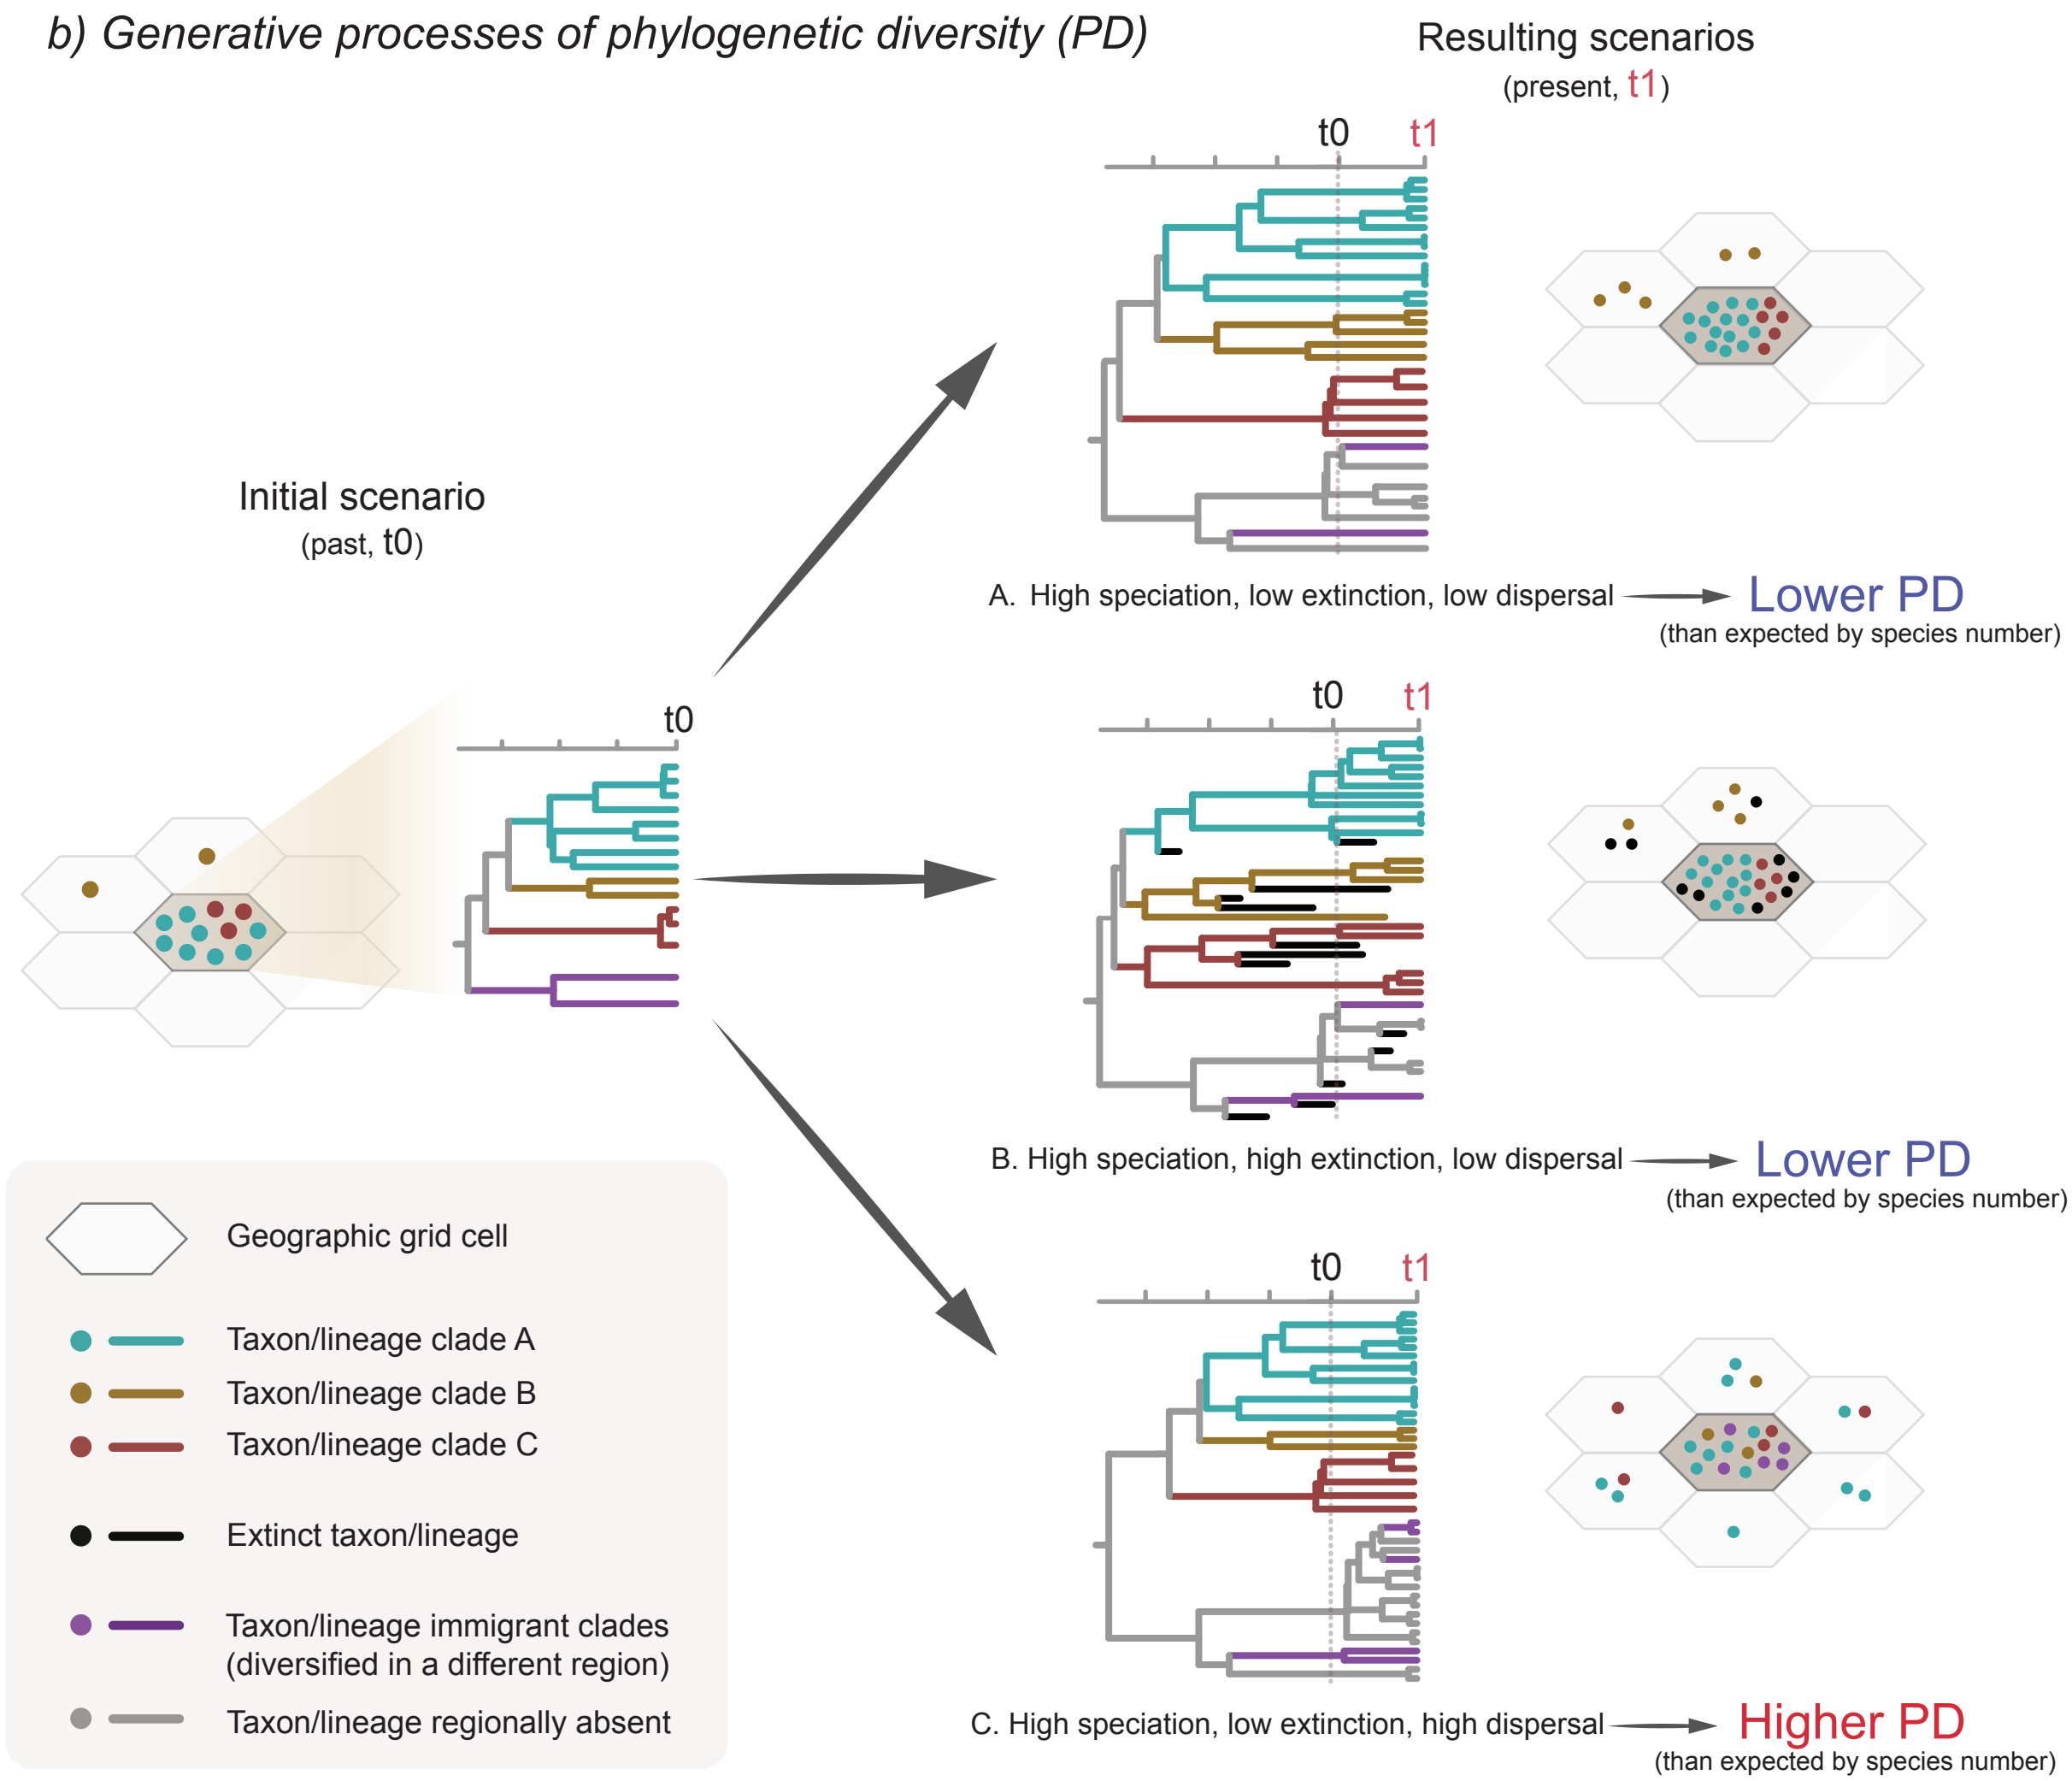 b) Generative processes of phylogenetic diversity (PD)
Resulting scenarios
(present, t1)
t0 t1
A. High speciation, low extinction, low dispersal
Lower PD
(than expected by species number)
Initial scenario
(past, t0)
t0
t0 t1
B. High speciation, high extinction, low dispersal
Lower PD
(than expected by species number)
t0 t1
C. High speciation, low extinction, high dispersal
Higher PD
(than expected by species number)
Geographic grid cell
Taxon/lineage clade A
Taxon/lineage clade B
Taxon/lineage clade C
Extinct taxon/lineage
Taxon/lineage immigrant clades
(diversified in a different region)
Taxon/lineage regionally absent